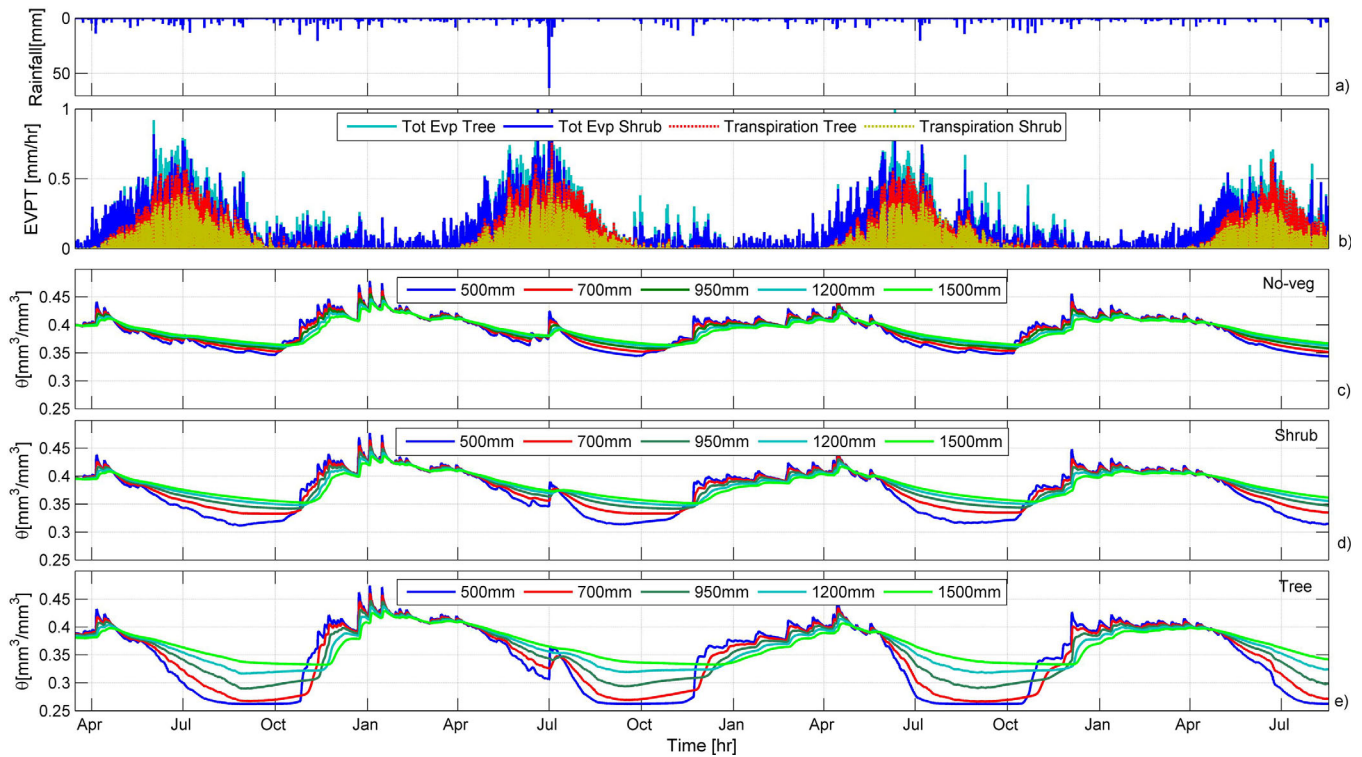 0
50
Rainfall[mm]
a)
1
0.5
0
EVPT [mm/hr]
Tot Evp Tree Tot Evp Shrub Transpiration Tree Transpiration Shrub
b)
0.45
0.4
0.35
0.3
0.25
θ[mm³/mm³]
500mm 700mm 950mm 1200mm 1500mm
No-veg
c)
0.45
0.4
0.35
0.3
0.25
θ[mm³/mm³]
500mm 700mm 950mm 1200mm 1500mm
Shrub
d)
0.45
0.4
0.35
0.3
0.25
θ[mm³/mm³]
500mm 700mm 950mm 1200mm 1500mm
Tree
e)
Apr Jul Oct Jan Apr Jul Oct Jan Apr Jul Oct Jan Apr Jul
Time [hr]